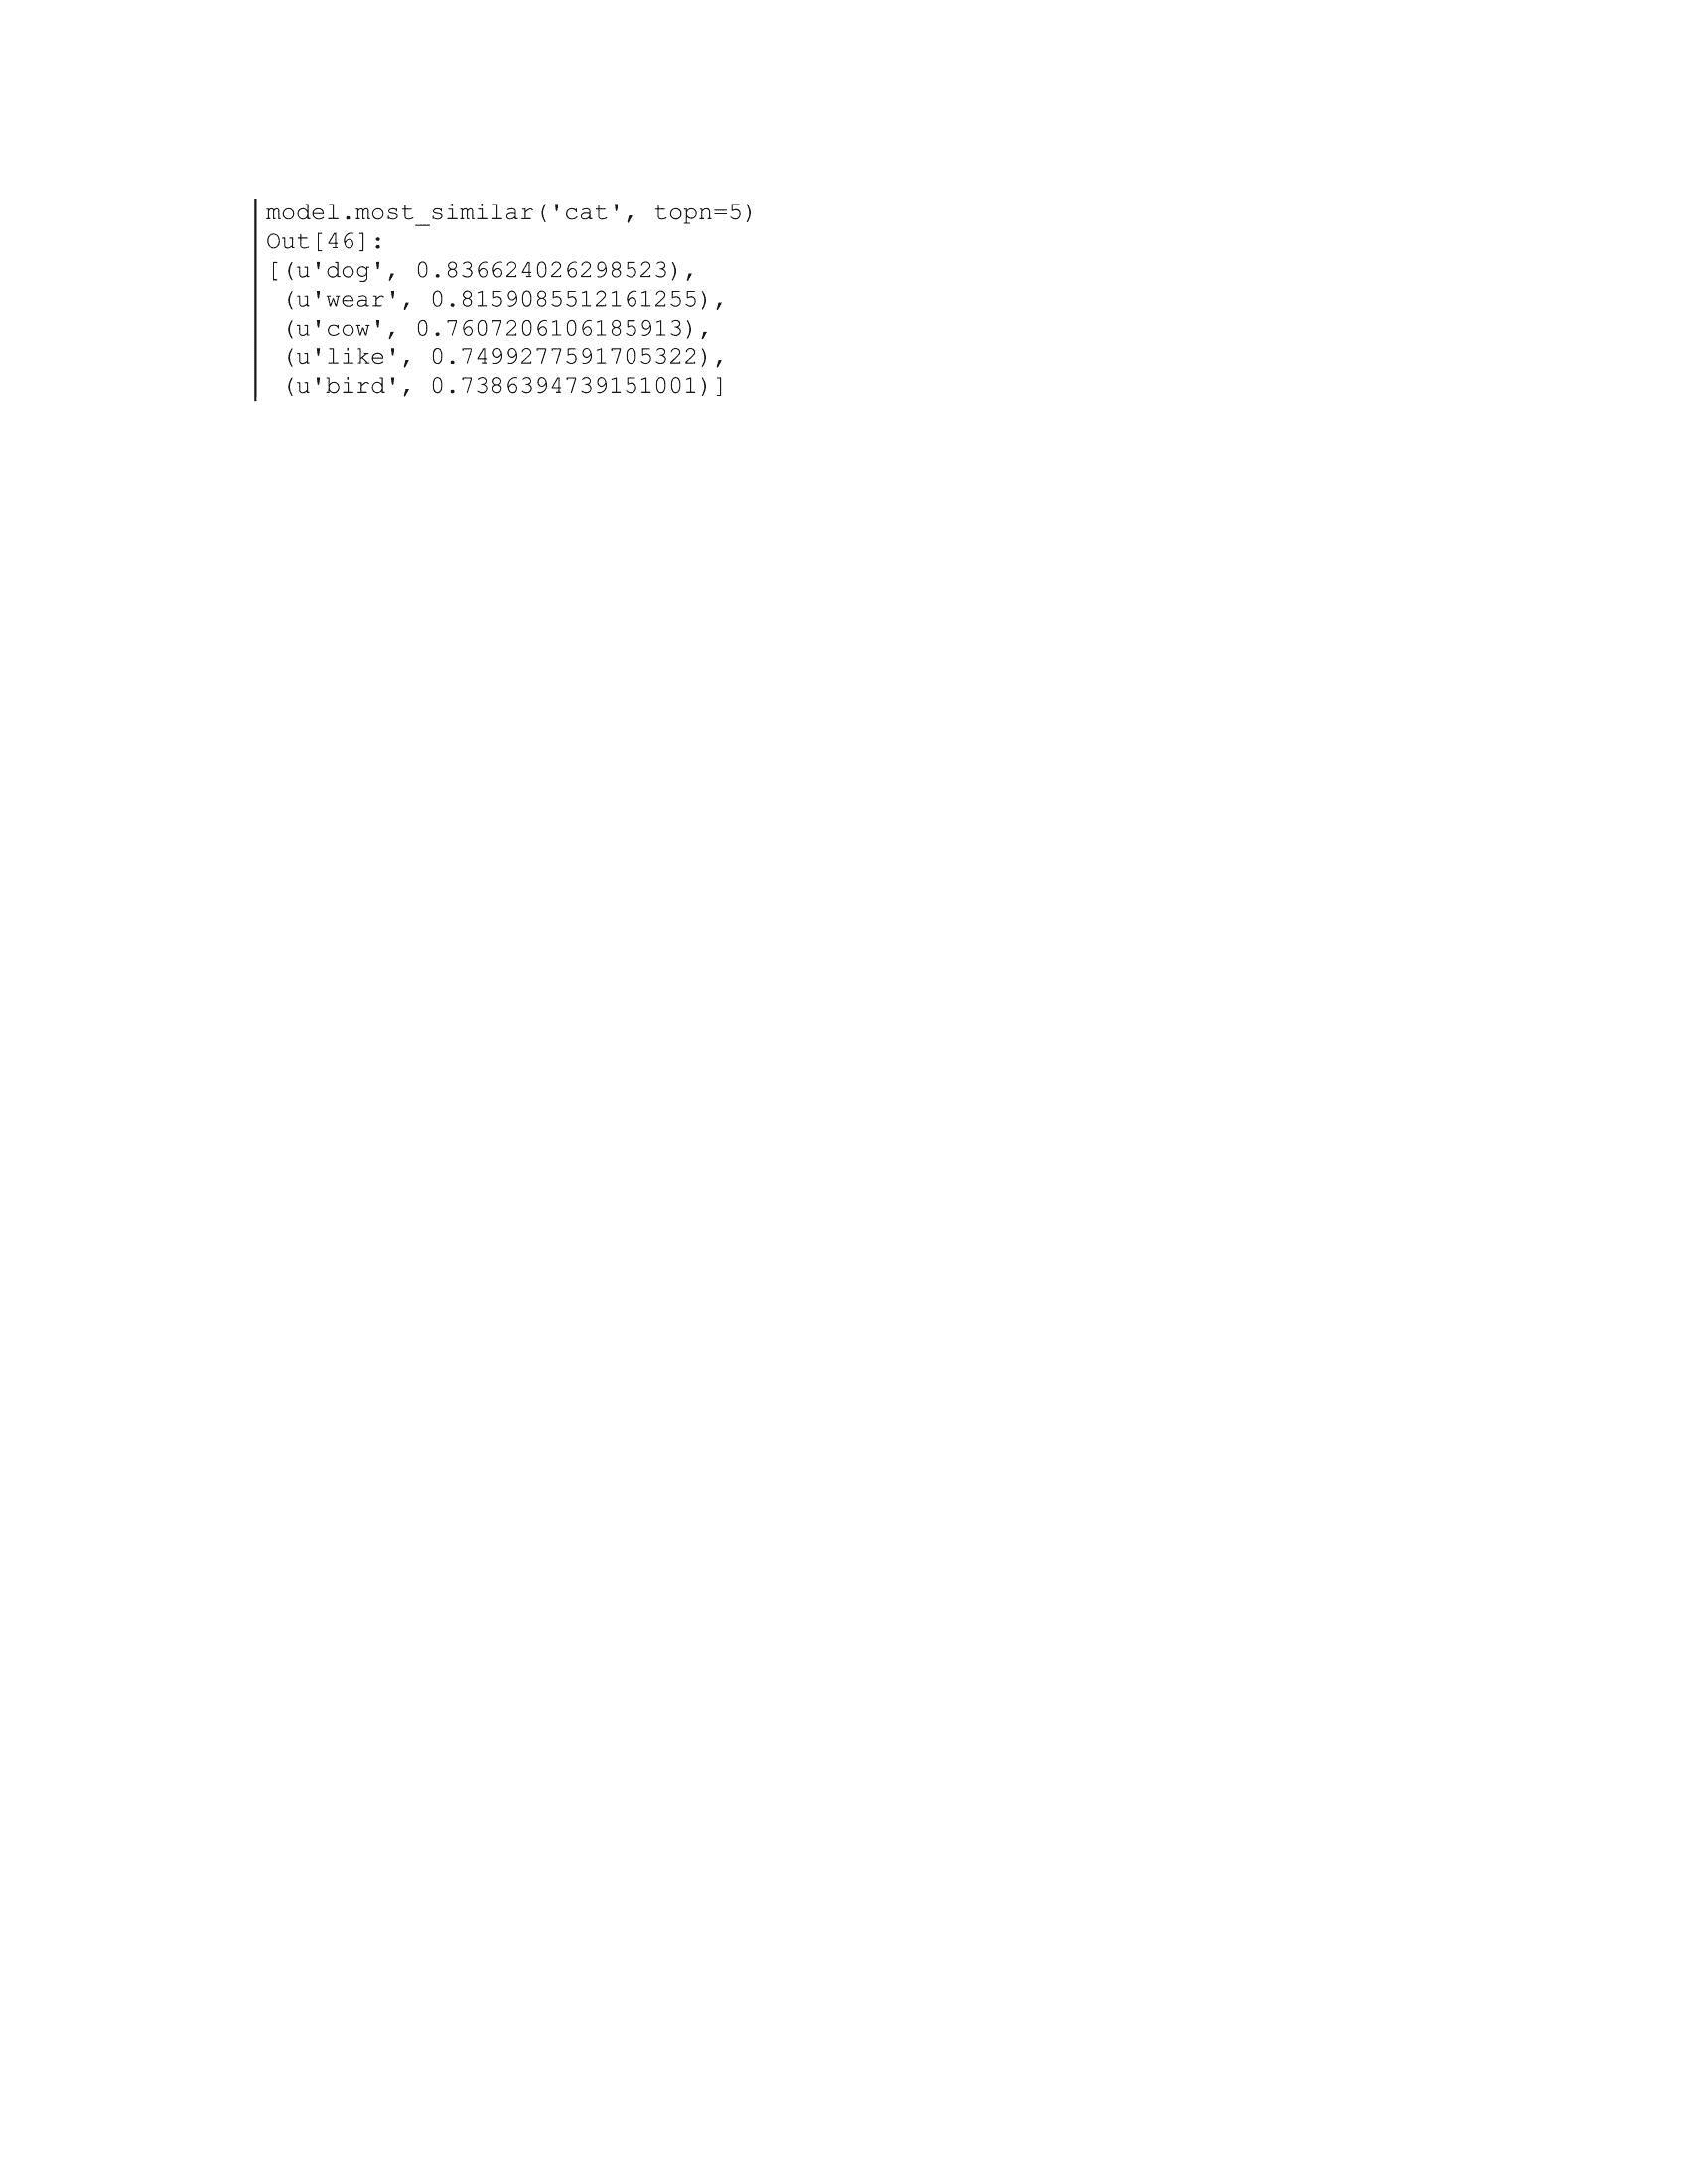 model.most_similar('cat', topn=5)
Out[46]:
[(u'dog', 0.836624026298523),
 (u'wear', 0.8159085512161255),
 (u'cow', 0.7607206106185913),
 (u'like', 0.7499277591705322),
 (u'bird', 0.7386394739151001)]